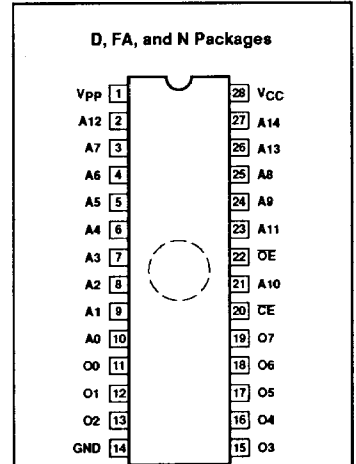 D, FA, and N Packages
VPP 1 28 VCC
A12 2 27 A14
A7 3 26 A13
A6 4 25 A8
A5 5 24 A9
A4 6 23 A11
A3 7 22 O̅E̅
A2 8 21 A10
A1 9 20 C̅E̅
A0 10 19 O7
O0 11 18 O6
O1 12 17 O5
O2 13 16 O4
GND 14 15 O3